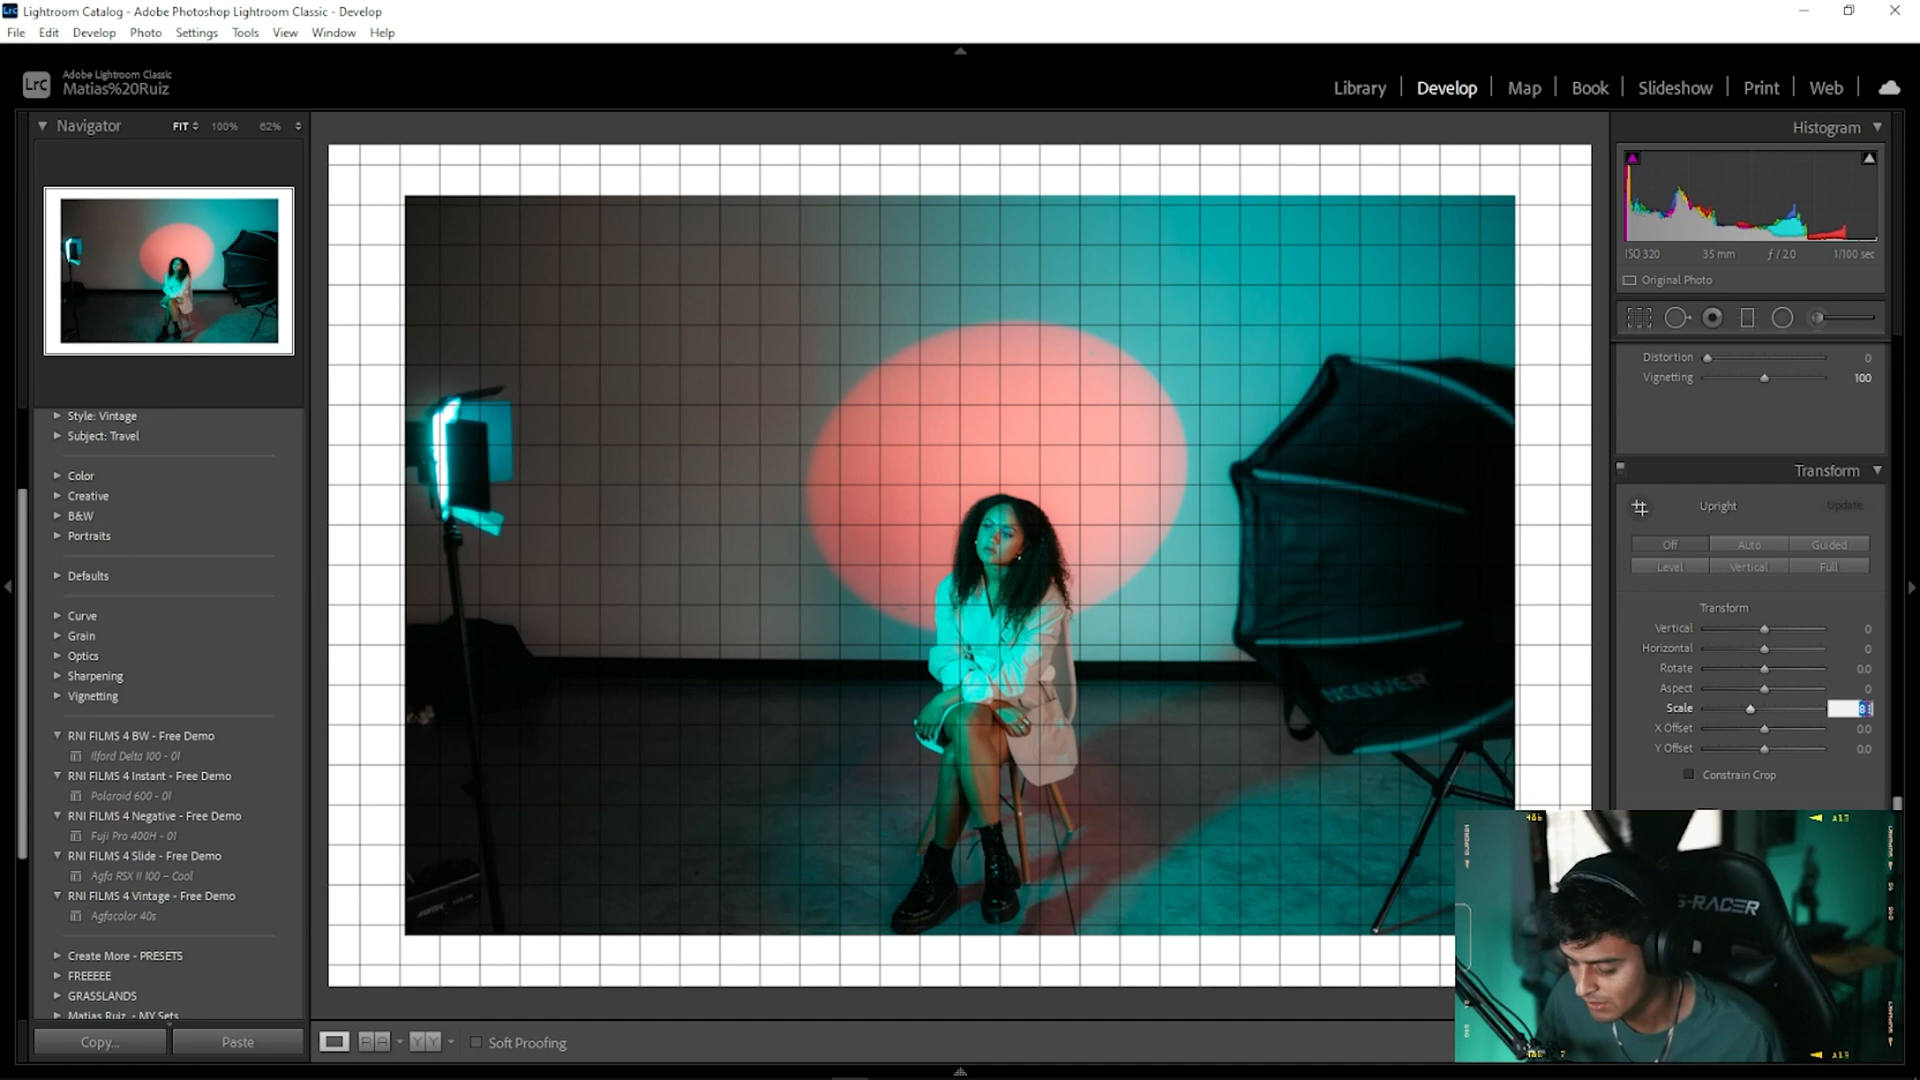 Lrc Lightroom Catalog - Adobe Photoshop Lightroom Classic - Develop
File Edit Develop Photo Settings Tools View Window Help
LrC Adobe Lightroom Classic
Matias%20Ruiz
Library Develop Map Book Slideshow Print Web
Navigator FIT 100% 62%
Histogram
ISO 320 35 mm ƒ / 2.0 1/100 sec
Original Photo
Distortion 0
Vignetting 100
Transform
Upright Update
Off Auto Guided
Level Vertical Full
Transform
Vertical 0
Horizontal 0
Rotate 0.0
Aspect 0
Scale
X Offset 0.0
Y Offset 0.0
Constrain Crop
Style: Vintage
Subject: Travel
Color
Creative
B&W
Portraits
Defaults
Curve
Grain
Optics
Sharpening
Vignetting
RNI FILMS 4 BW - Free Demo
Ilford Delta 100 - 01
RNI FILMS 4 Instant - Free Demo
Polaroid 600 - 01
RNI FILMS 4 Negative - Free Demo
Fuji Pro 400H - 01
RNI FILMS 4 Slide - Free Demo
Agfa RSX II 100 – Cool
RNI FILMS 4 Vintage - Free Demo
Agfacolor 40s
Create More - PRESETS
FREEEEE
GRASSLANDS
Matias Ruiz - MY Sets
Copy... Paste
R A Y Y Soft Proofing
NEEWER
S-RACER